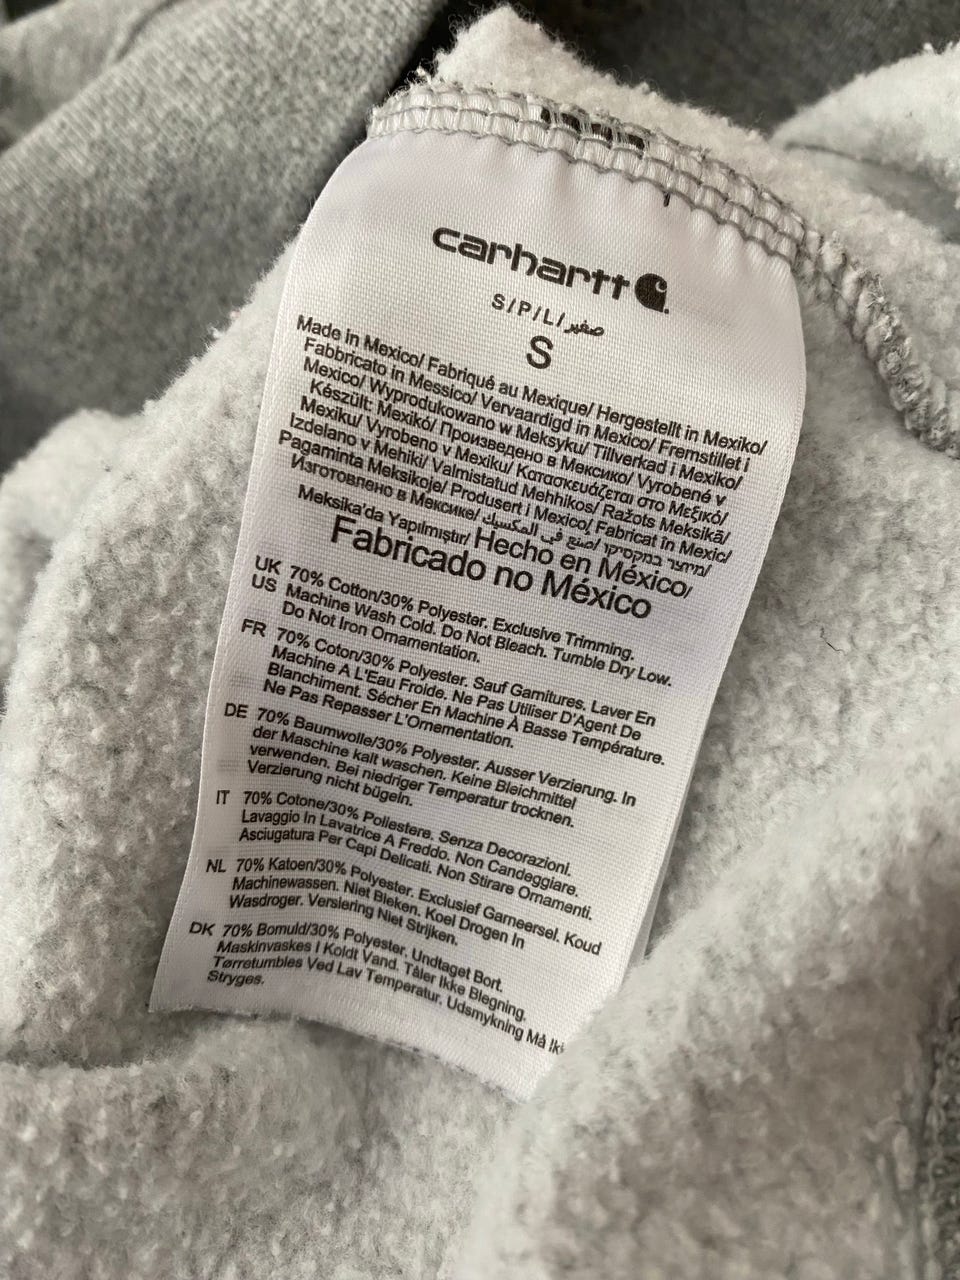 carhartt
S/P/L/صغير
S
Made in Mexico/ Fabriqué au Mexique/ Hergestellt in Mexiko/
Fabbricato in Messico/ Vervaardigd in Mexico/ Fremstillet i
Mexico/ Wyprodukowano w Meksyku/ Tillverkad i Mexiko/
Készült: Mexikó/ Произведено в Мексико/ Vyrobené v
Mexiku/ Vyrobeno v Mexiku/ Κατασκευάζεται στο Μεξικό/
Izdelano v Mehiki/ Valmistatud Mehhikos/ Ražots Meksikā/
Pagaminta Meksikoje/ Produsert i Mexico/ Fabricat în Mexic/
Изготовлено в Мексике/ صنع في المكسيك/ מיוצר במקסיקו/
Meksika'da Yapılmıştır/ Hecho en México/
Fabricado no México
UK 70% Cotton/30% Polyester. Exclusive Trimming.
US Machine Wash Cold. Do Not Bleach. Tumble Dry Low.
Do Not Iron Ornamentation.
FR 70% Coton/30% Polyester. Sauf Garnitures. Laver En
Machine A L'Eau Froide. Ne Pas Utiliser D'Agent De
Blanchiment. Sécher En Machine À Basse Température.
Ne Pas Repasser L'Ornementation.
DE 70% Baumwolle/30% Polyester. Ausser Verzierung. In
der Maschine kalt waschen. Keine Bleichmittel
verwenden. Bei niedriger Temperatur trocknen.
Verzierung nicht bügeln.
IT 70% Cotone/30% Poliestere. Senza Decorazioni.
Lavaggio In Lavatrice A Freddo. Non Candeggiare.
Asciugatura Per Capi Delicati. Non Stirare Ornamenti.
NL 70% Katoen/30% Polyester. Exclusief Garneersel. Koud
Machinewassen. Niet Bleken. Koel Drogen In
Wasdroger. Versiering Niet Strijken.
DK 70% Bomuld/30% Polyester. Undtaget Bort.
Maskinvaskes I Koldt Vand. Tåler Ikke Blegning.
Tørretumbles Ved Lav Temperatur. Udsmykning Må
Stryges.